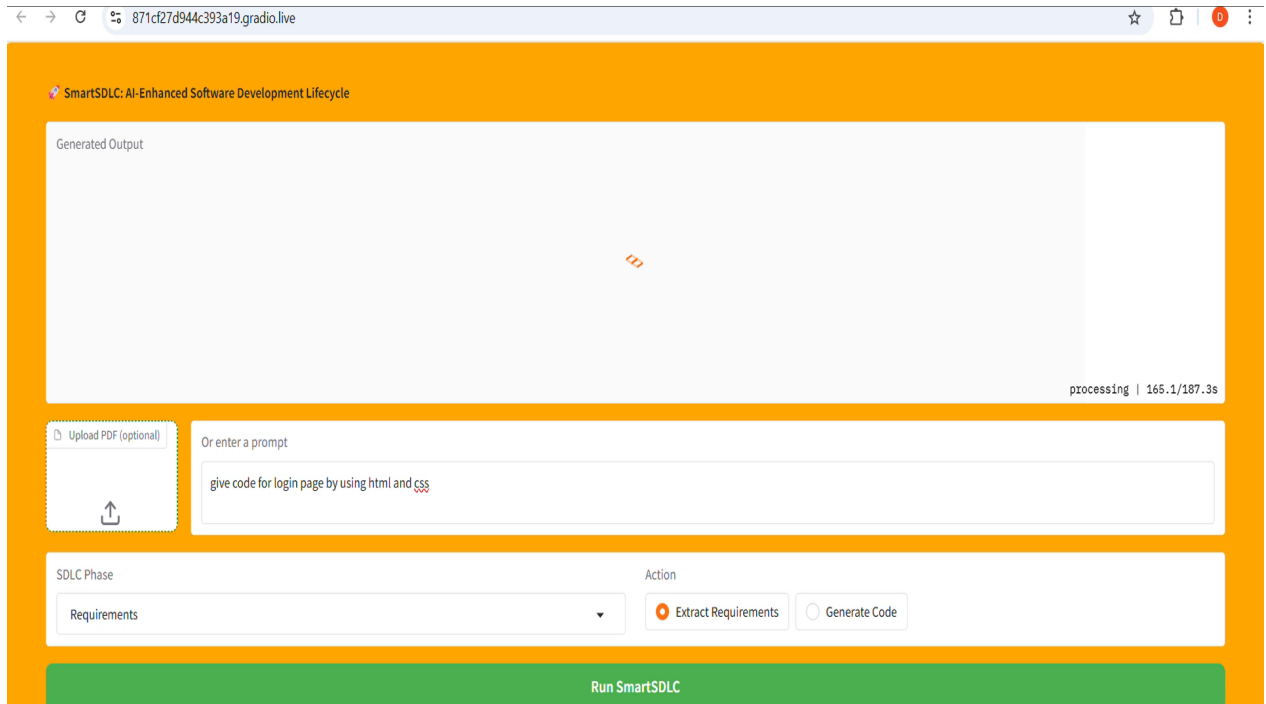 871cf27d944c393a19.gradio.live
D
🚀 SmartSDLC: AI-Enhanced Software Development Lifecycle
Generated Output
processing | 165.1/187.3s
Upload PDF (optional)
Or enter a prompt
give code for login page by using html and css
SDLC Phase
Action
Requirements
Extract Requirements
Generate Code
Run SmartSDLC